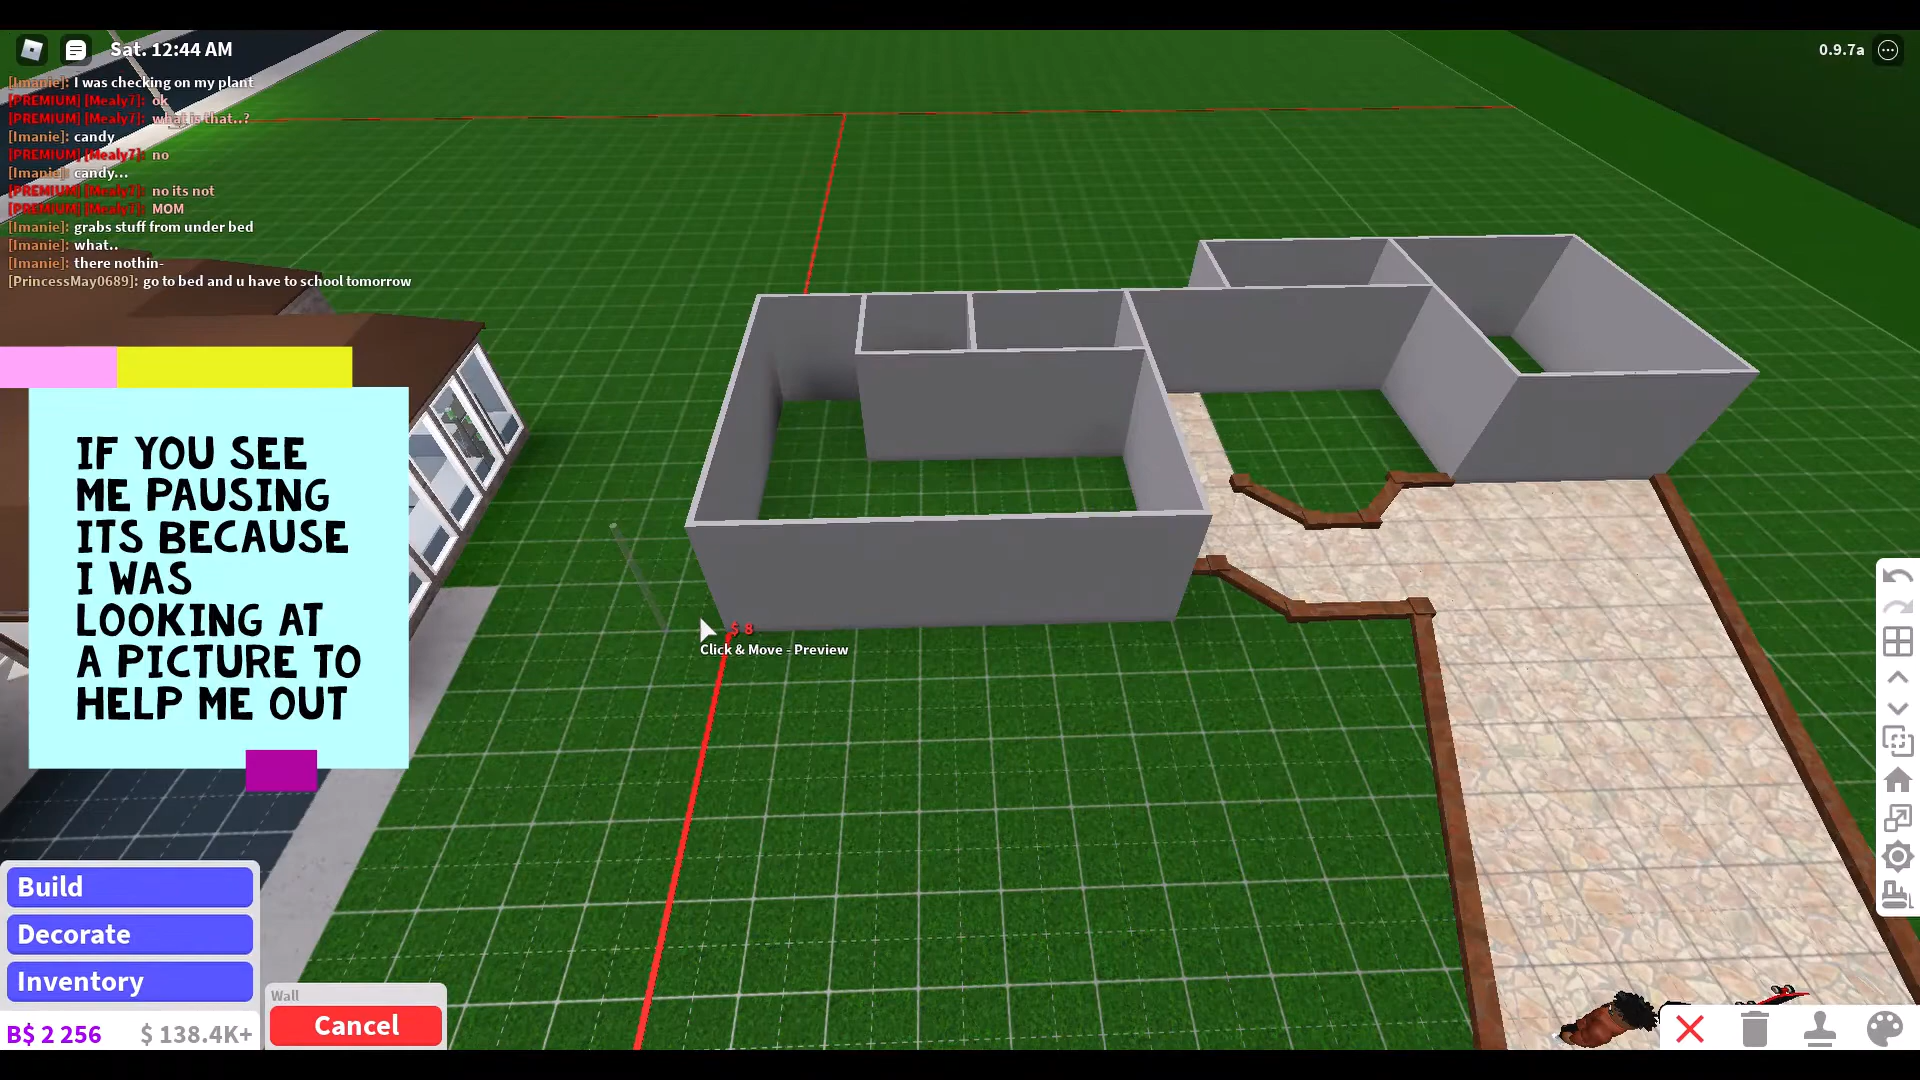 Sat. 12:44 AM
0.9.7a
[Imanie]: I was checking on my plant
[PREMIUM] [Mealy7]: ok
[PREMIUM] [Mealy7]: what is that..?
[Imanie]: candy
[PREMIUM] [Mealy7]: no
[Imanie]: candy...
[PREMIUM] [Mealy7]: no its not
[PREMIUM] [Mealy7]: MOM
[Imanie]: grabs stuff from under bed
[Imanie]: what..
[Imanie]: there nothin-
[PrincessMay0689]: go to bed and u have to school tomorrow
IF YOU SEE
ME PAUSING
ITS BECAUSE
I WAS
LOOKING AT
A PICTURE TO
HELP ME OUT
$ 8
Click & Move - Preview
Build
Decorate
Inventory
B$ 2 256
$ 138.4K+
Wall
Cancel